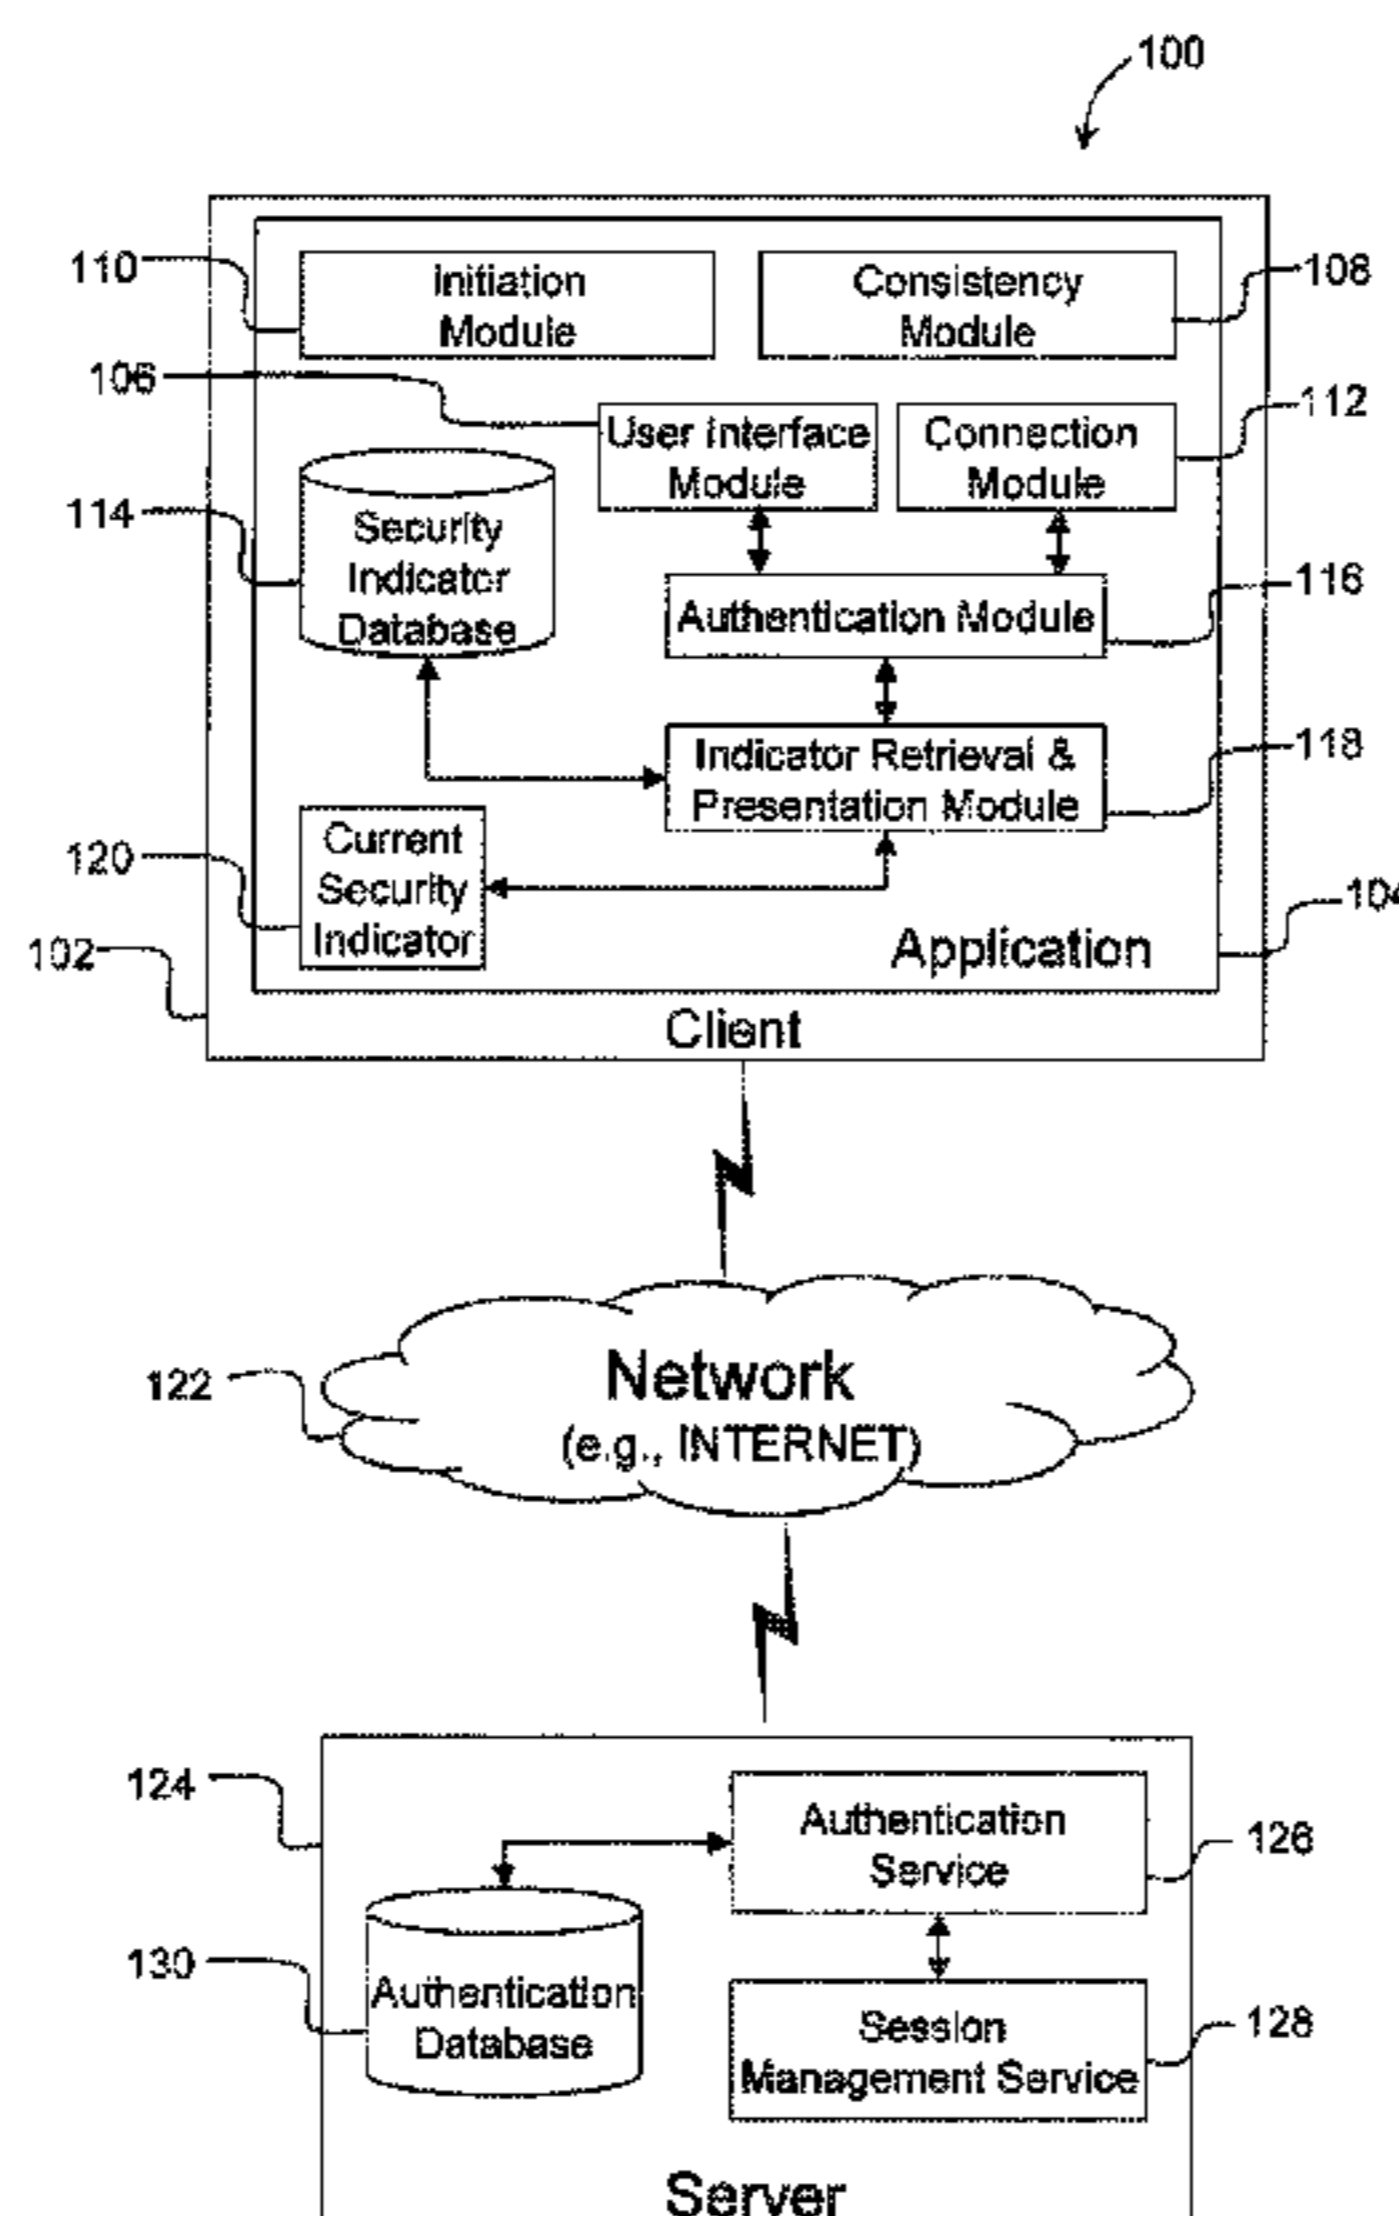 100
110
Initiation
Module
Consistency
Module
108
106
User Interface
Module
Connection
Module
112
114
Security
Indicator
Database
Authentication Module
116
Indicator Retrieval &
Presentation Module
118
120
Current
Security
Indicator
104
102
Application
Client
122
Network
(e.g., INTERNET)
124
Authentication
Service
126
130
Authentication
Database
Session
Management Service
128
Server